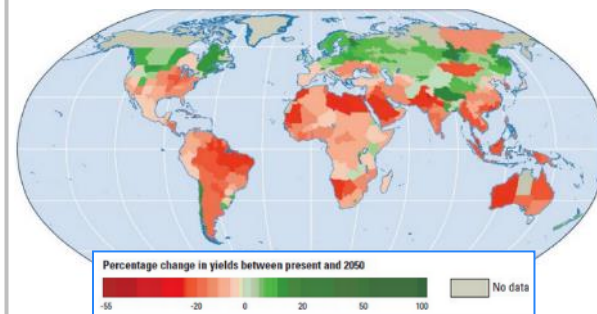 Percentage change in yields between present and 2050
-55 -20 0 20 50 100
No data